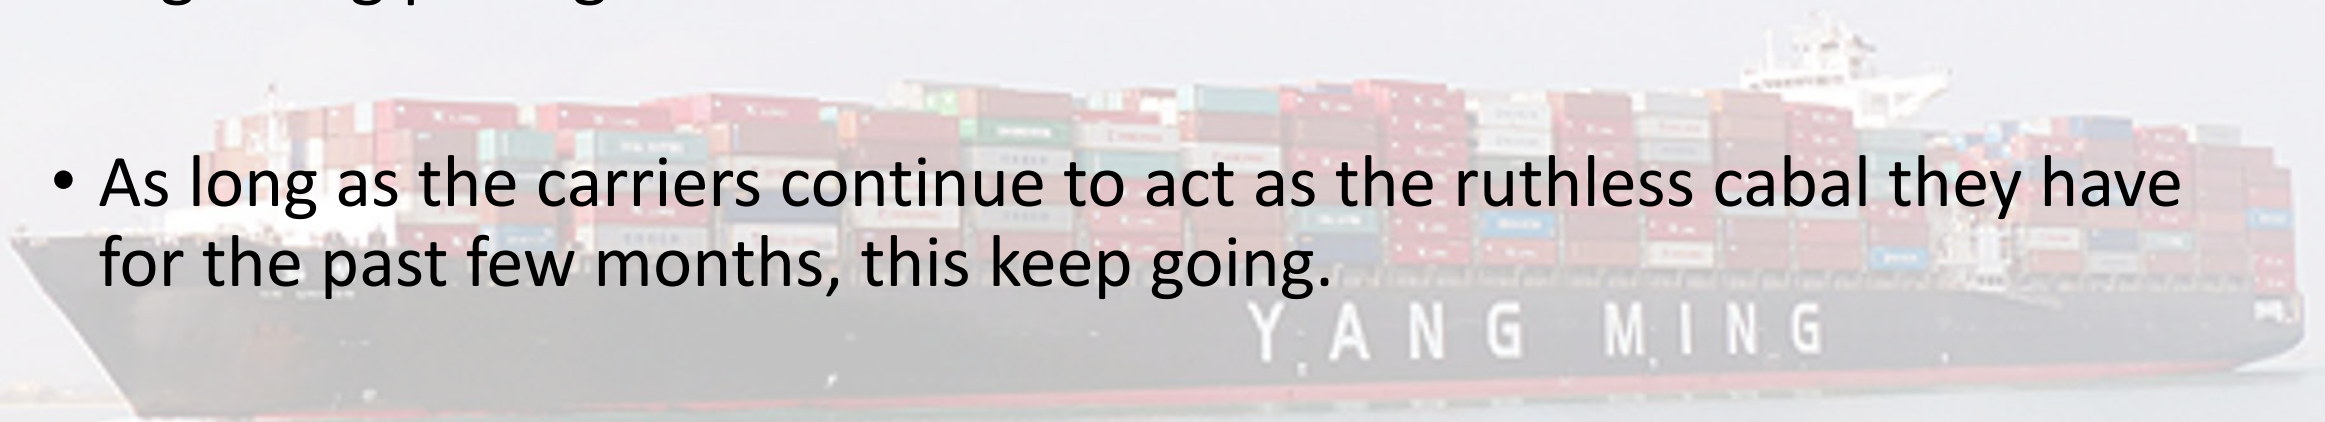 • As long as the carriers continue to act as the ruthless cabal they have
for the past few months, this keep going.
YANG MING